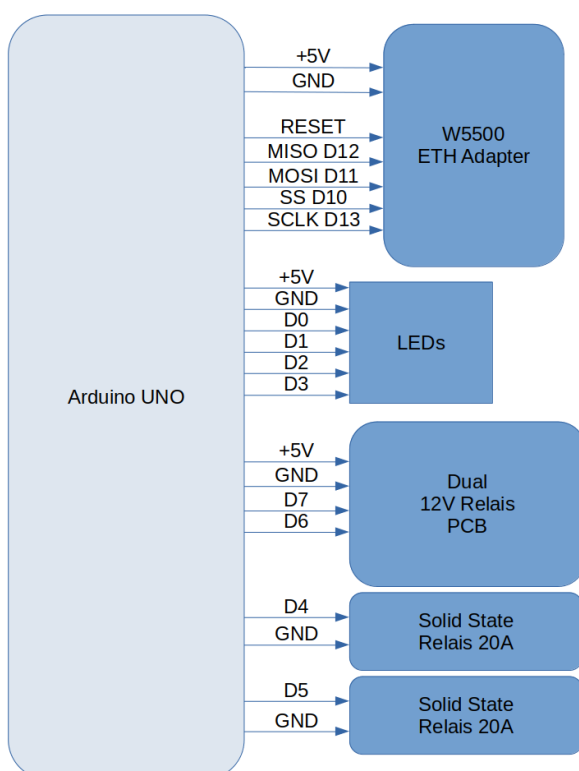 +5V
GND
RESET
MISO D12
MOSI D11
SS D10
SCLK D13
W5500
ETH Adapter
+5V
GND
D0
D1
D2
D3
LEDs
Arduino UNO
+5V
GND
D7
D6
Dual
12V Relais
PCB
D4
GND
Solid State
Relais 20A
D5
GND
Solid State
Relais 20A